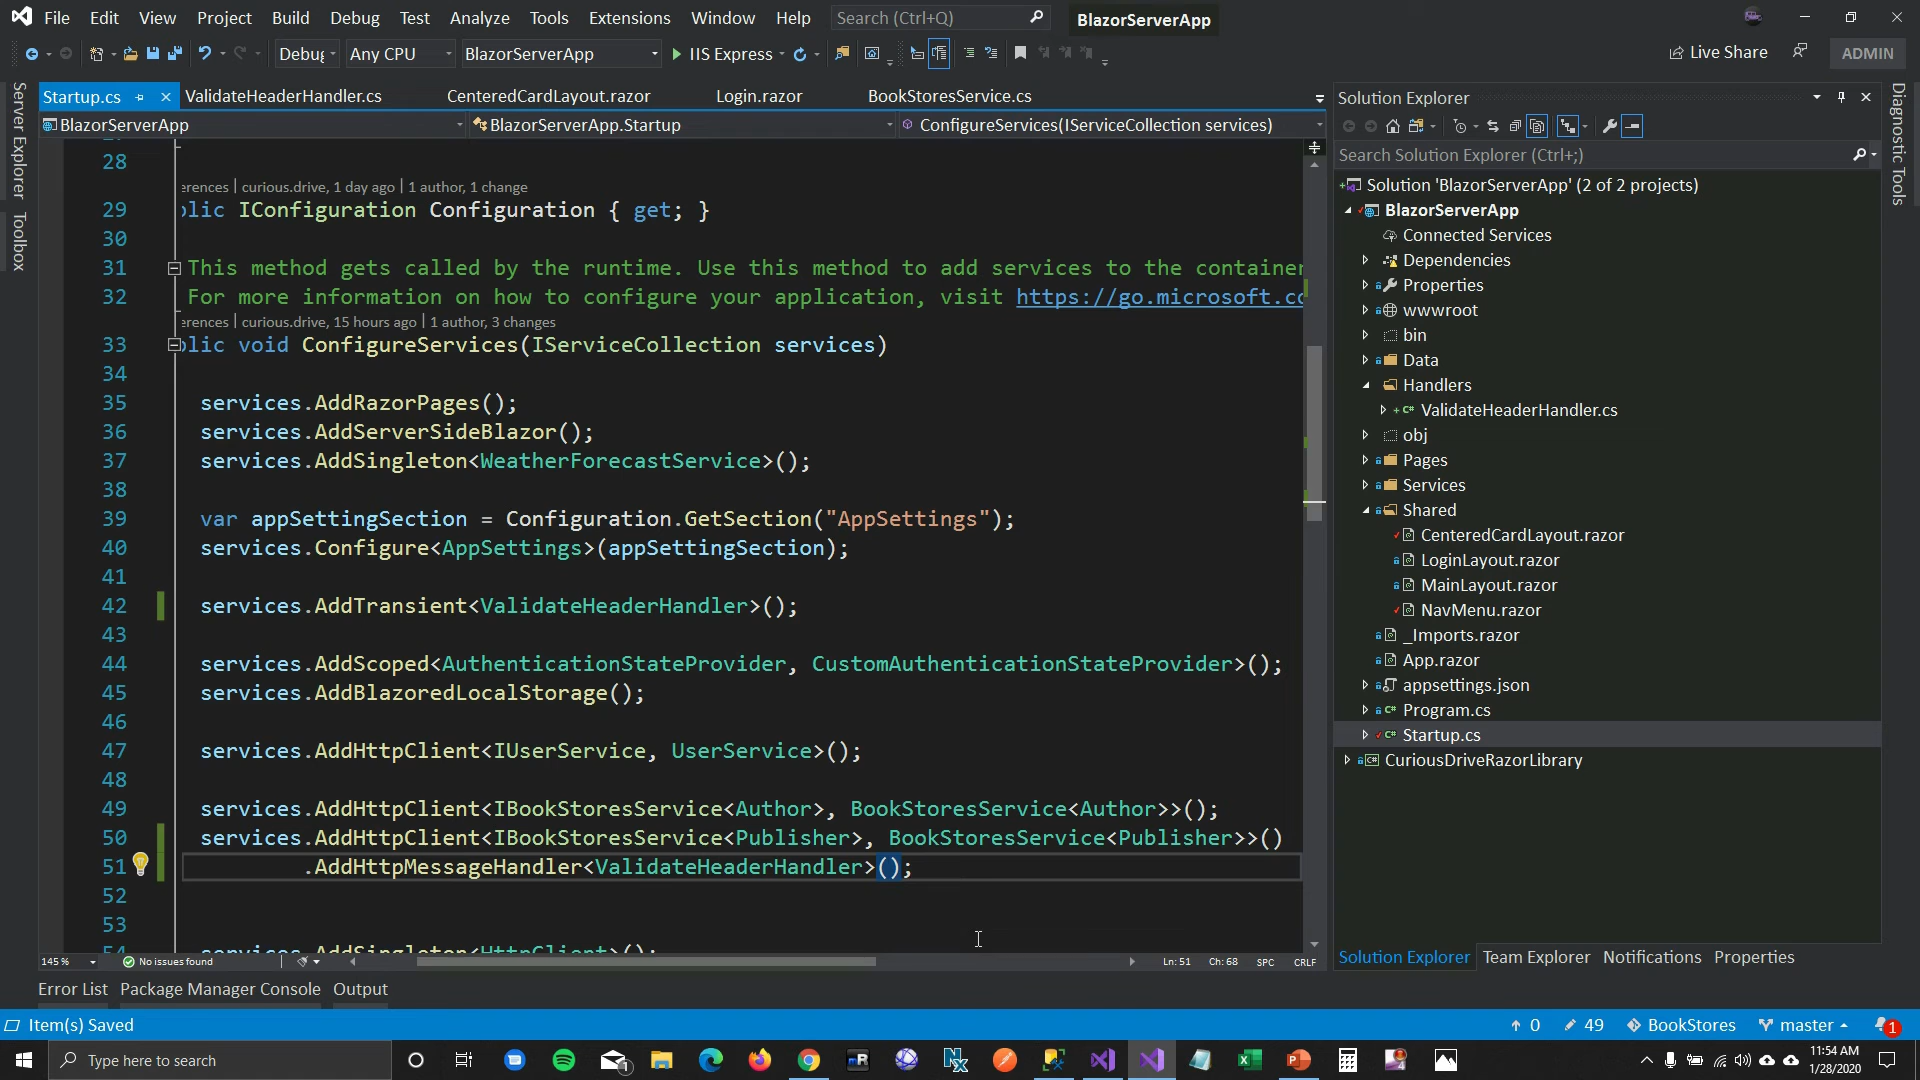 File Edit View Project Build Debug Test Analyze Tools Extensions Window Help Search (Ctrl+Q) BlazorServerApp
Debug Any CPU BlazorServerApp IIS Express Live Share ADMIN
Server Explorer
Toolbox
Startup.cs ValidateHeaderHandler.cs CenteredCardLayout.razor Login.razor BookStoresService.cs
BlazorServerApp BlazorServerApp.Startup ConfigureServices(IServiceCollection services)
28
erences | curious.drive, 1 day ago | 1 author, 1 change
29 blic IConfiguration Configuration { get; }
30
31 This method gets called by the runtime. Use this method to add services to the container
32 For more information on how to configure your application, visit https://go.microsoft.co
erences | curious.drive, 15 hours ago | 1 author, 3 changes
33 blic void ConfigureServices(IServiceCollection services)
34
35 services.AddRazorPages();
36 services.AddServerSideBlazor();
37 services.AddSingleton<WeatherForecastService>();
38
39 var appSettingSection = Configuration.GetSection("AppSettings");
40 services.Configure<AppSettings>(appSettingSection);
41
42 services.AddTransient<ValidateHeaderHandler>();
43
44 services.AddScoped<AuthenticationStateProvider, CustomAuthenticationStateProvider>();
45 services.AddBlazoredLocalStorage();
46
47 services.AddHttpClient<IUserService, UserService>();
48
49 services.AddHttpClient<IBookStoresService<Author>, BookStoresService<Author>>();
50 services.AddHttpClient<IBookStoresService<Publisher>, BookStoresService<Publisher>>()
51 .AddHttpMessageHandler<ValidateHeaderHandler>();
52
53
54 services.AddSingleton<HttpClient>();
145 % No issues found Ln: 51 Ch: 68 SPC CRLF
Error List Package Manager Console Output
Solution Explorer
Search Solution Explorer (Ctrl+;)
Solution 'BlazorServerApp' (2 of 2 projects)
BlazorServerApp
Connected Services
Dependencies
Properties
wwwroot
bin
Data
Handlers
ValidateHeaderHandler.cs
obj
Pages
Services
Shared
CenteredCardLayout.razor
LoginLayout.razor
MainLayout.razor
NavMenu.razor
_Imports.razor
App.razor
appsettings.json
Program.cs
Startup.cs
CuriousDriveRazorLibrary
Solution Explorer Team Explorer Notifications Properties
Diagnostic Tools
Item(s) Saved 0 49 BookStores master 1
Type here to search 11:54 AM
1/28/2020